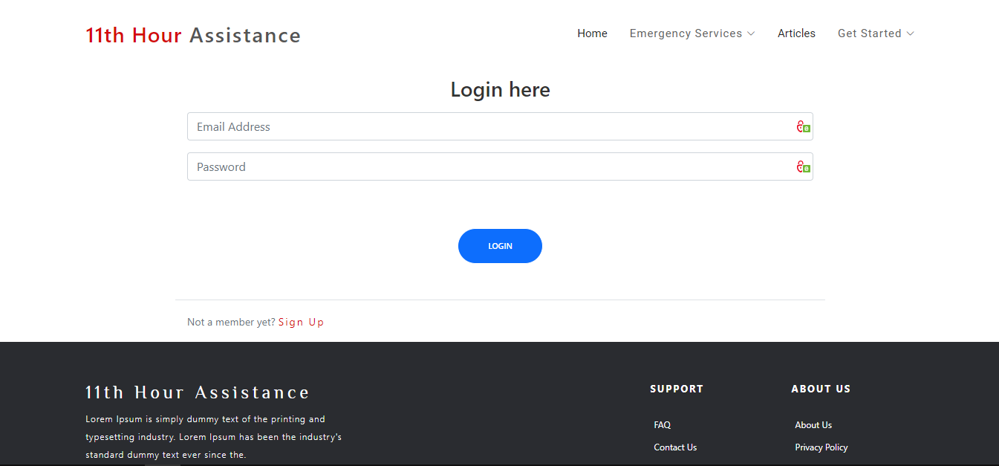 11th Hour Assistance
Home
Emergency Services
Articles
Get Started
Login here
Email Address
Password
LOGIN
Not a member yet? Sign Up
11th Hour Assistance
Lorem Ipsum is simply dummy text of the printing and
typesetting industry. Lorem Ipsum has been the industry's
standard dummy text ever since the.
SUPPORT
FAQ
Contact Us
ABOUT US
About Us
Privacy Policy